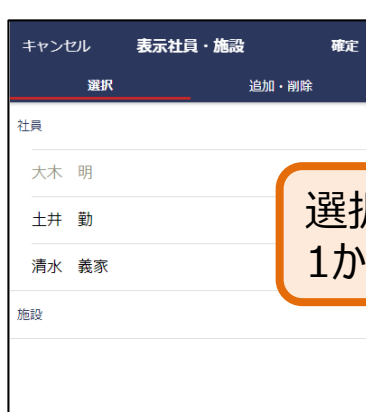 キャンセル 表示社員・施設 確定
選択 追加・削除
社員
大木 明
土井 勤
清水 義家
施設
選
1か